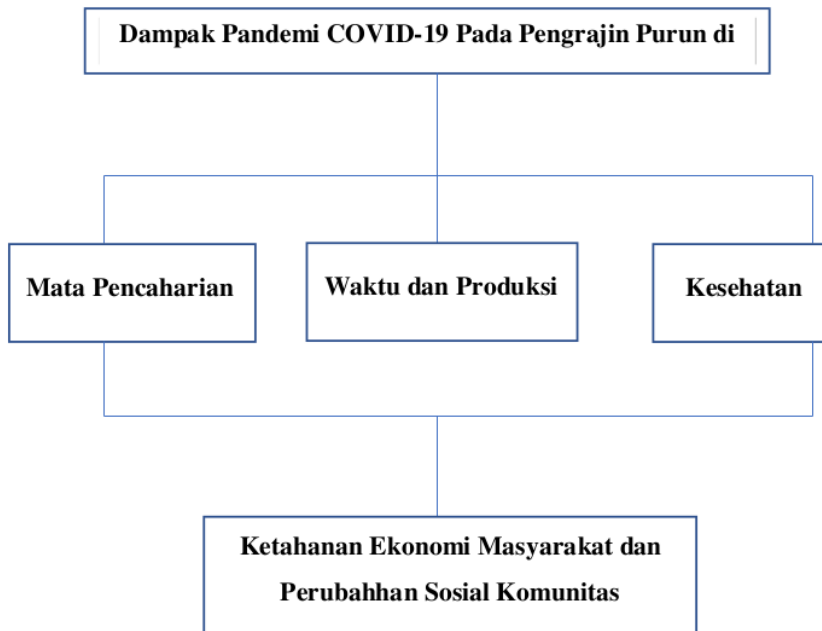 Dampak Pandemi COVID-19 Pada Pengrajin Purun di
Mata Pencaharian
Waktu dan Produksi
Kesehatan
Ketahanan Ekonomi Masyarakat dan
Perubahhan Sosial Komunitas